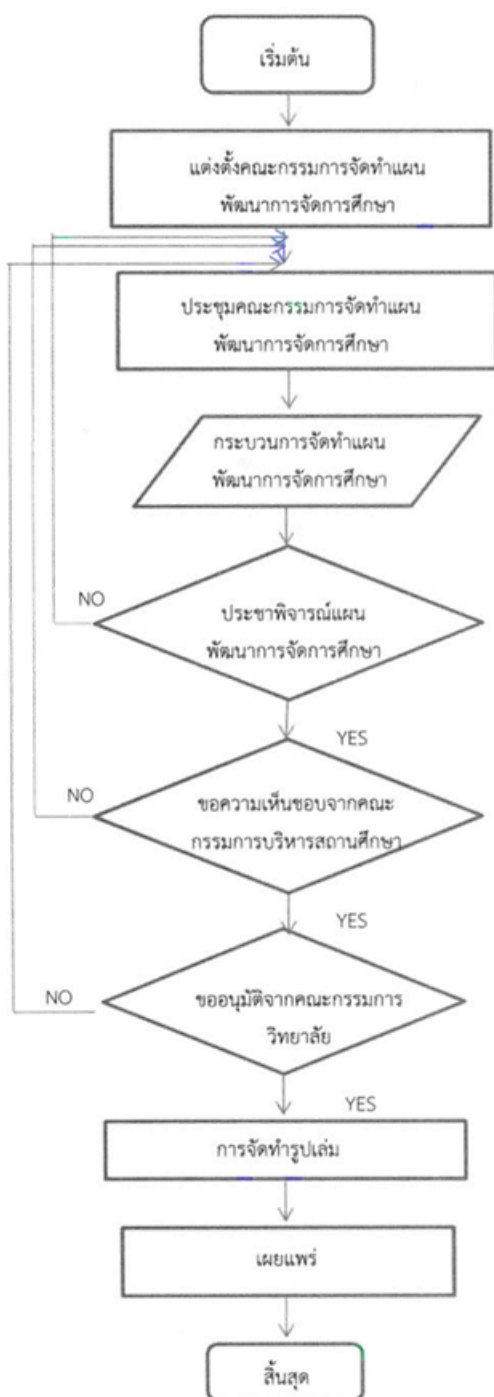 เริ่มต้น
แต่งตั้งคณะกรรมการจัดทำแผน
พัฒนาการจัดการศึกษา
ประชุมคณะกรรมการจัดทำแผน
พัฒนาการจัดการศึกษา
กระบวนการจัดทำแผน
พัฒนาการจัดการศึกษา
NO
ประชาพิจารณ์แผน
พัฒนาการจัดการศึกษา
YES
NO
ขอความเห็นชอบจากคณะ
กรรมการบริหารสถานศึกษา
YES
NO
ขออนุมัติจากคณะกรรมการ
วิทยาลัย
YES
การจัดทำรูปเล่ม
เผยแพร่
สิ้นสุด